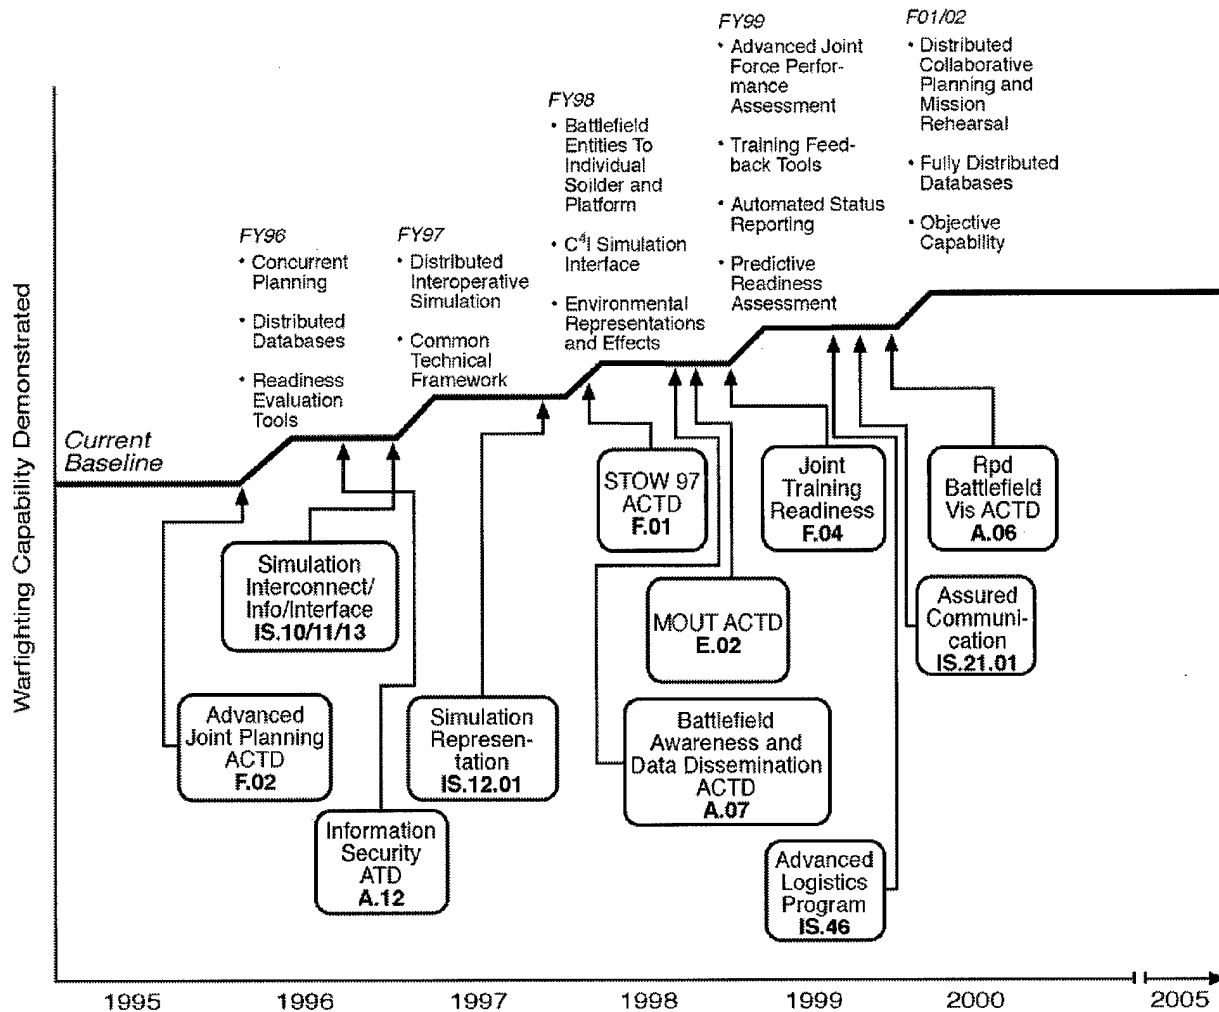 Warfighting Capability Demonstrated
Current
Baseline
FY96
• Concurrent
Planning
• Distributed
Databases
• Readiness
Evaluation
Tools
FY97
• Distributed
Interoperative
Simulation
• Common
Technical
Framework
FY98
• Battlefield
Entities To
Individual
Soilder and
Platform
• C⁴I Simulation
Interface
• Environmental
Representations
and Effects
FY99
• Advanced Joint
Force Perfor-
mance
Assessment
• Training Feed-
back Tools
• Automated Status
Reporting
• Predictive
Readiness
Assessment
F01/02
• Distributed
Collaborative
Planning and
Mission
Rehearsal
• Fully Distributed
Databases
• Objective
Capability
Advanced
Joint Planning
ACTD
F.02
Simulation
Interconnect/
Info/Interface
IS.10/11/13
Information
Security
ATD
A.12
Simulation
Represen-
tation
IS.12.01
STOW 97
ACTD
F.01
MOUT ACTD
E.02
Battlefield
Awareness and
Data Dissemination
ACTD
A.07
Joint
Training
Readiness
F.04
Advanced
Logistics
Program
IS.46
Rpd
Battlefield
Vis ACTD
A.06
Assured
Communi-
cation
IS.21.01
1995 1996 1997 1998 1999 2000 2005